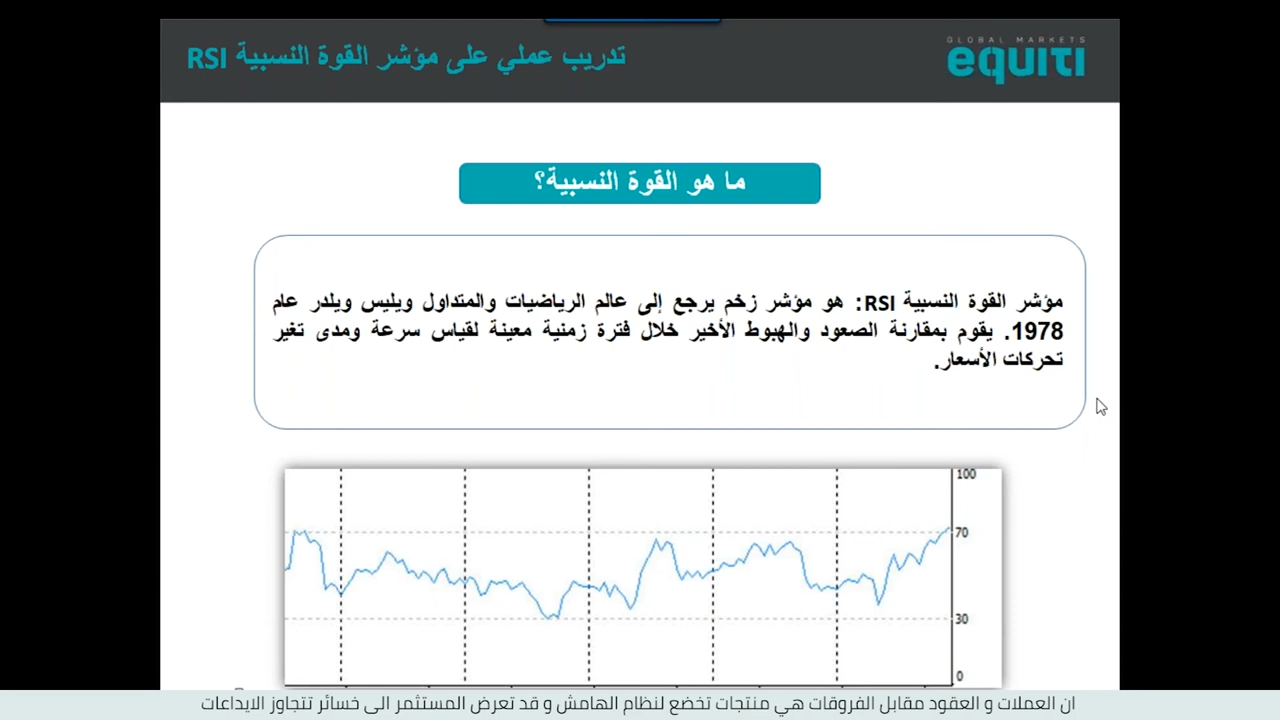 تدريب عملي على مؤشر القوة النسبية RSI
GLOBAL MARKETS
equiti
ما هو القوة النسبية؟
مؤشر القوة النسبية RSI: هو مؤشر زخم يرجع إلى عالم الرياضيات والمتداول ويليس ويلدر عام
1978. يقوم بمقارنة الصعود والهبوط الأخير خلال فترة زمنية معينة لقياس سرعة ومدى تغير
تحركات الأسعار.
100
70
30
0
ان العملات و العقود مقابل الفروقات هي منتجات تخضع لنظام الهامش و قد تعرض المستثمر الى خسائر تتجاوز الايداعات